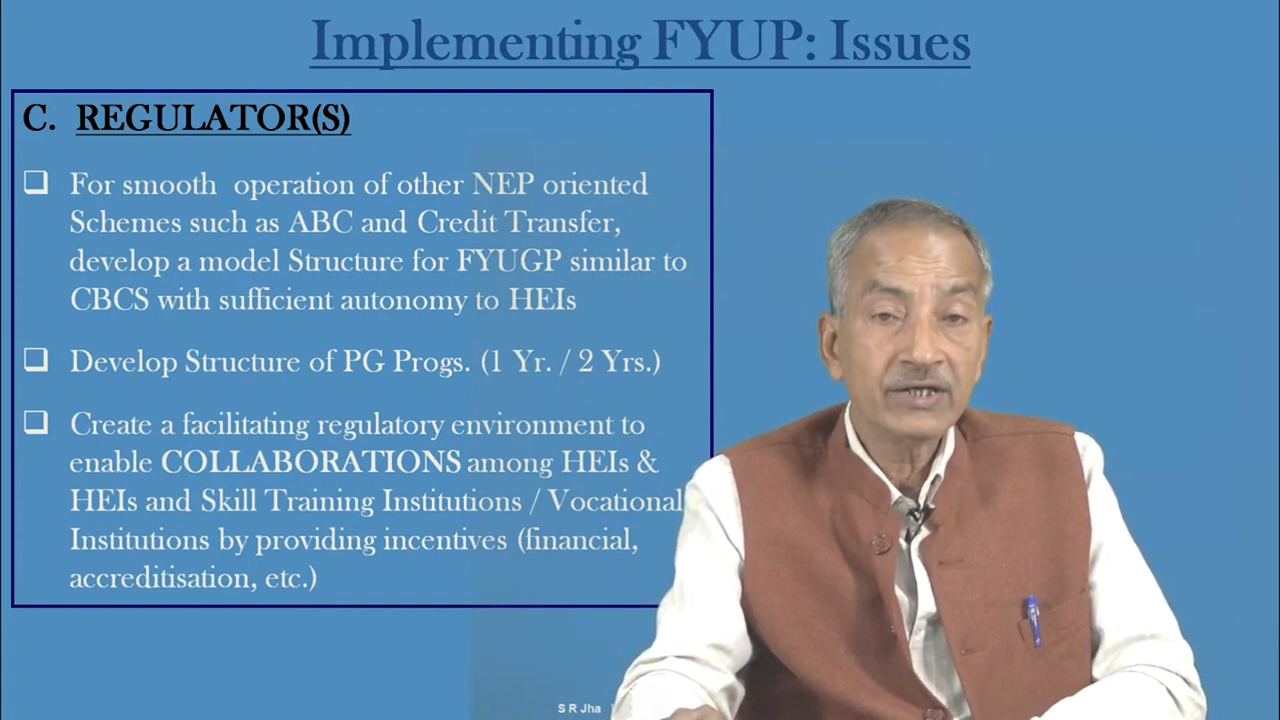 Implementing FYUP: Issues
C. REGULATOR(S)
❑ For smooth operation of other NEP oriented
Schemes such as ABC and Credit Transfer,
develop a model Structure for FYUGP similar to
CBCS with sufficient autonomy to HEIs
❑ Develop Structure of PG Progs. (1 Yr. / 2 Yrs.)
❑ Create a facilitating regulatory environment to
enable COLLABORATIONS among HEIs &
HEIs and Skill Training Institutions / Vocational
Institutions by providing incentives (financial,
accreditisation, etc.)
S R Jha